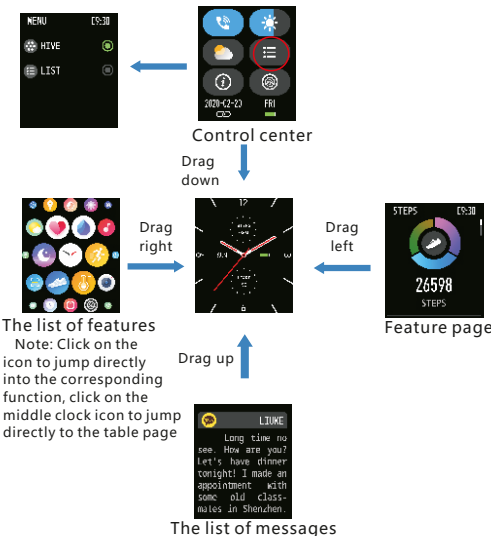 MENU 09:30
HIVE
LIST
2020-02-20 FRI
Control center
Drag
down
12
Drag
right
Drag
left
STEPS 09:30
26598
STEPS
The list of features
Note: Click on the
icon to jump directly
into the corresponding
function, click on the
middle clock icon to jump
directly to the table page
Feature page
Drag up
LIUKE
Long time no
see. How are you?
Let's have dinner
tonight! I made an
appointment with
some old class-
mates in Shenzhen.
The list of messages